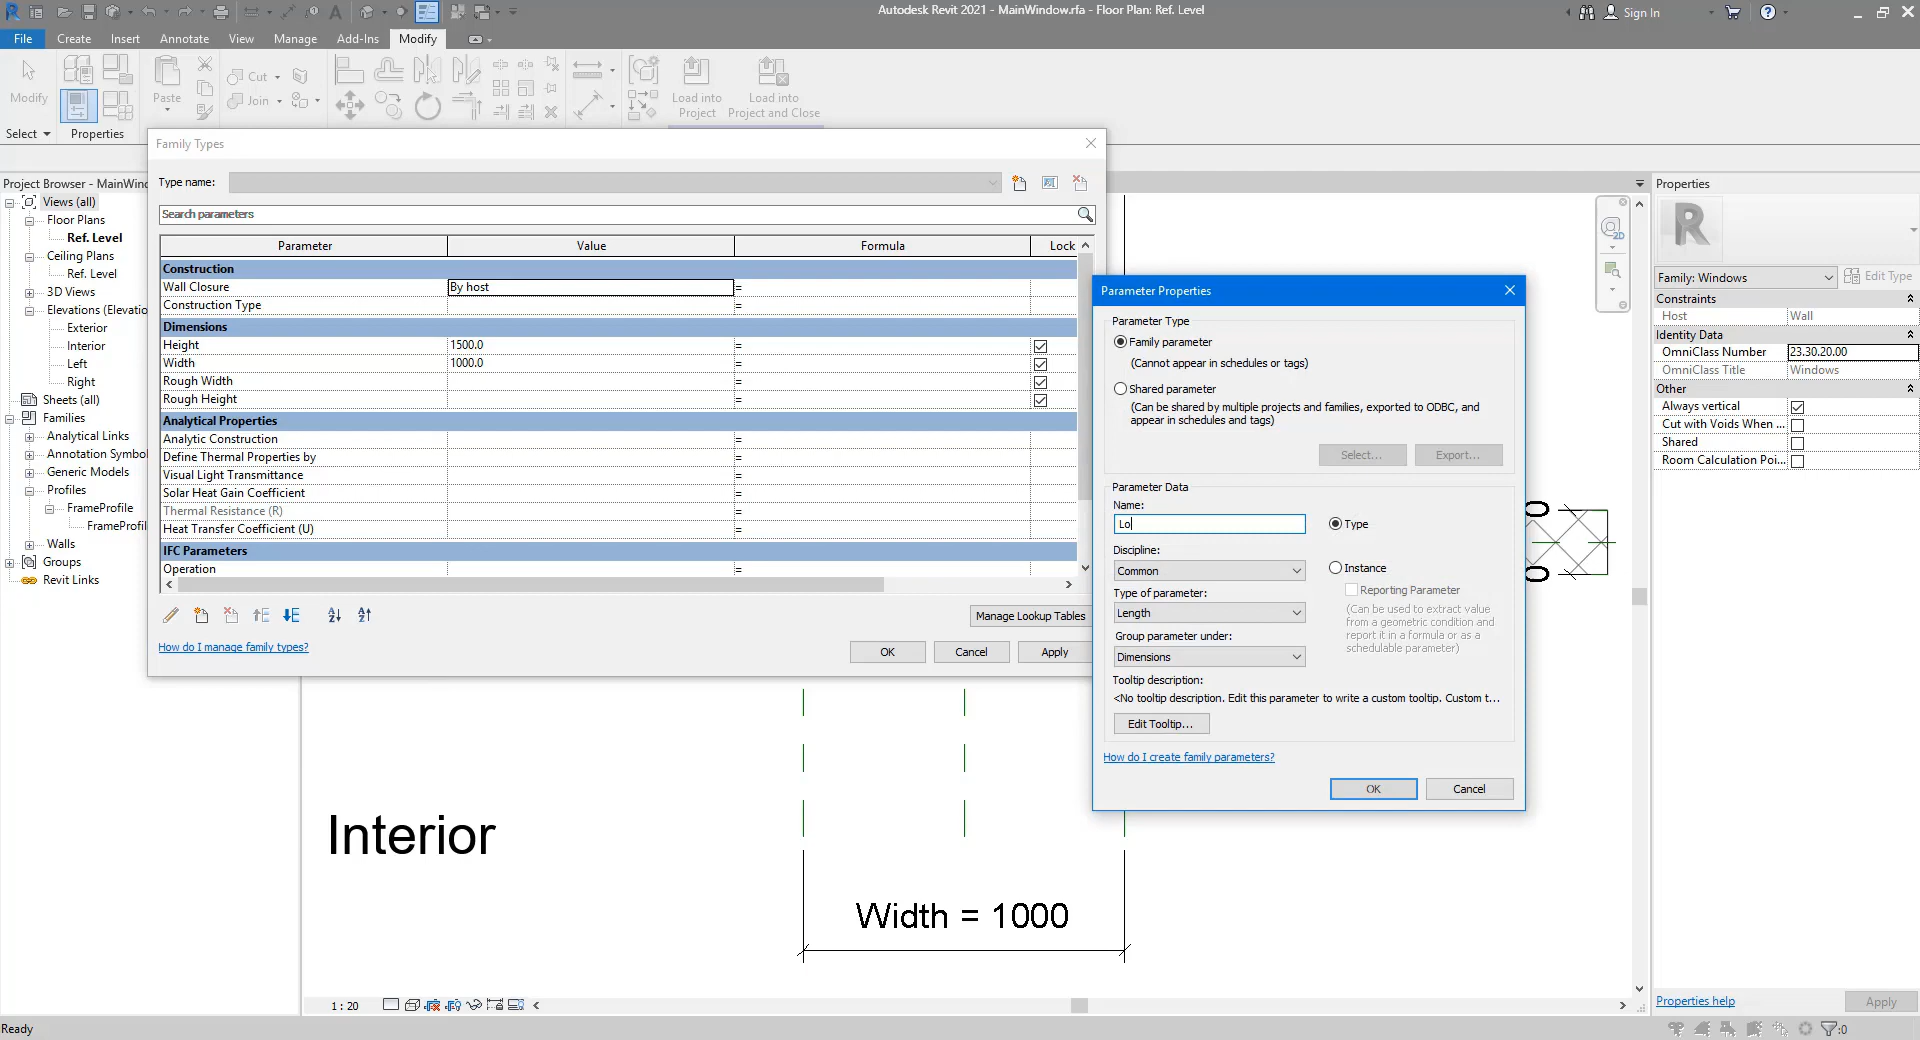 Autodesk Revit 2021 - MainWindow.rfa - Floor Plan: Ref. Level
Sign In
File
Create
Insert
Annotate
View
Manage
Add-Ins
Modify
Modify
Paste
Cut
Join
Load into
Project
Load into
Project and Close
Select
Properties
Project Browser - MainWind
Views (all)
Floor Plans
Ref. Level
Ceiling Plans
Ref. Level
3D Views
Elevations (Elevatio
Exterior
Interior
Left
Right
Sheets (all)
Families
Analytical Links
Annotation Symbo
Generic Models
Profiles
FrameProfile
FrameProfil
Walls
Groups
Revit Links
Family Types
Type name:
Search parameters
Parameter
Value
Formula
Lock
Construction
Wall Closure
By host
=
Construction Type
=
Dimensions
Height
1500.0
=
Width
1000.0
=
Rough Width
=
Rough Height
=
Analytical Properties
Analytic Construction
=
Define Thermal Properties by
=
Visual Light Transmittance
=
Solar Heat Gain Coefficient
=
Thermal Resistance (R)
=
Heat Transfer Coefficient (U)
=
IFC Parameters
Operation
=
Manage Lookup Tables
How do I manage family types?
OK
Cancel
Apply
Parameter Properties
Parameter Type
Family parameter
(Cannot appear in schedules or tags)
Shared parameter
(Can be shared by multiple projects and families, exported to ODBC, and
appear in schedules and tags)
Select...
Export...
Parameter Data
Name:
Lo
Type
Discipline:
Common
Instance
Reporting Parameter
(Can be used to extract value
from a geometric condition and
report it in a formula or as a
schedulable parameter)
Type of parameter:
Length
Group parameter under:
Dimensions
Tooltip description:
<No tooltip description. Edit this parameter to write a custom tooltip. Custom t...
Edit Tooltip...
How do I create family parameters?
OK
Cancel
Interior
Width = 1000
0
0
2D
Properties
R
Family: Windows
Edit Type
Constraints
Host
Wall
Identity Data
OmniClass Number
23.30.20.00
OmniClass Title
Windows
Other
Always vertical
Cut with Voids When ...
Shared
Room Calculation Poi...
Properties help
Apply
1 : 20
Ready
:0